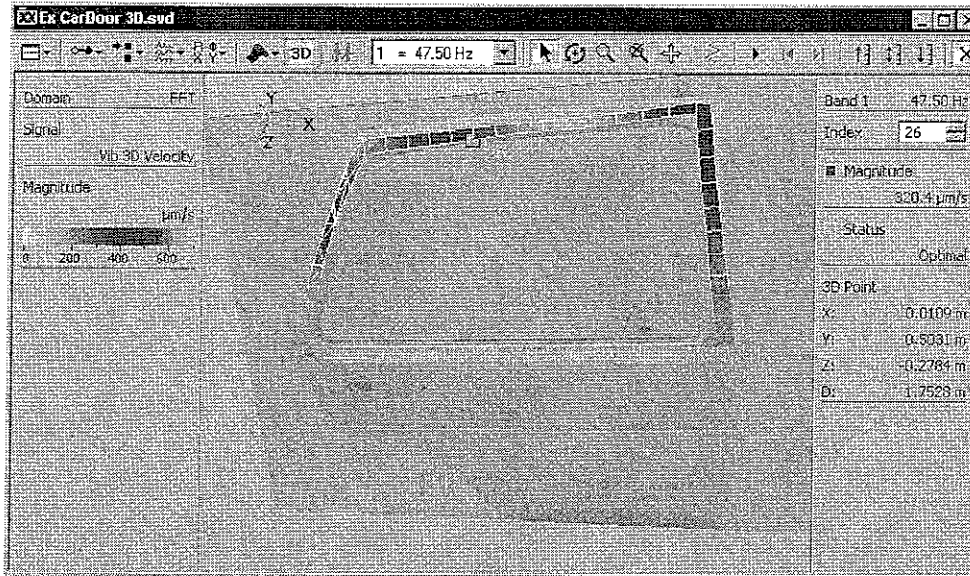 Ex CarDoor 3D.svd
3D
1 = 47.50 Hz
Domain FFT
Signal
Vib 3D Velocity
Magnitude
µm/s
0 200 400 600
Y
X
Z
Band 1 47.50 Hz
Index 26
Magnitude
320.4 µm/s
Status
Optimal
3D Point
X: 0.0109 m
Y: 0.5031 m
Z: -0.2784 m
D: 1.7528 m